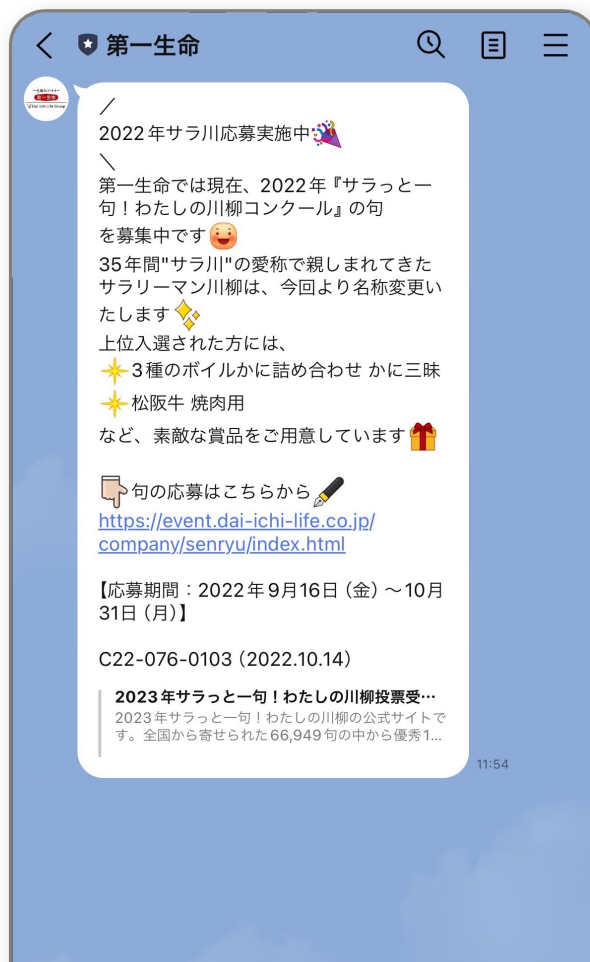 第一生命
／
2022年サラ川応募実施中
＼
第一生命では現在、2022年『サラっと一
句！わたしの川柳コンクール』の句
を募集中です
35年間"サラ川"の愛称で親しまれてきた
サラリーマン川柳は、今回より名称変更い
たします
上位入選された方には、
3種のボイルかに詰め合わせ かに三昧
松阪牛 焼肉用
など、素敵な賞品をご用意しています
句の応募はこちらから
https://event.dai-ichi-life.co.jp/
company/senryu/index.html
【応募期間：2022年9月16日（金）～10月
31日（月）】
C22-076-0103（2022.10.14）
2023年サラっと一句！わたしの川柳投票受…
2023年サラっと一句！わたしの川柳の公式サイトで
す。全国から寄せられた66,949句の中から優秀1...
11:54